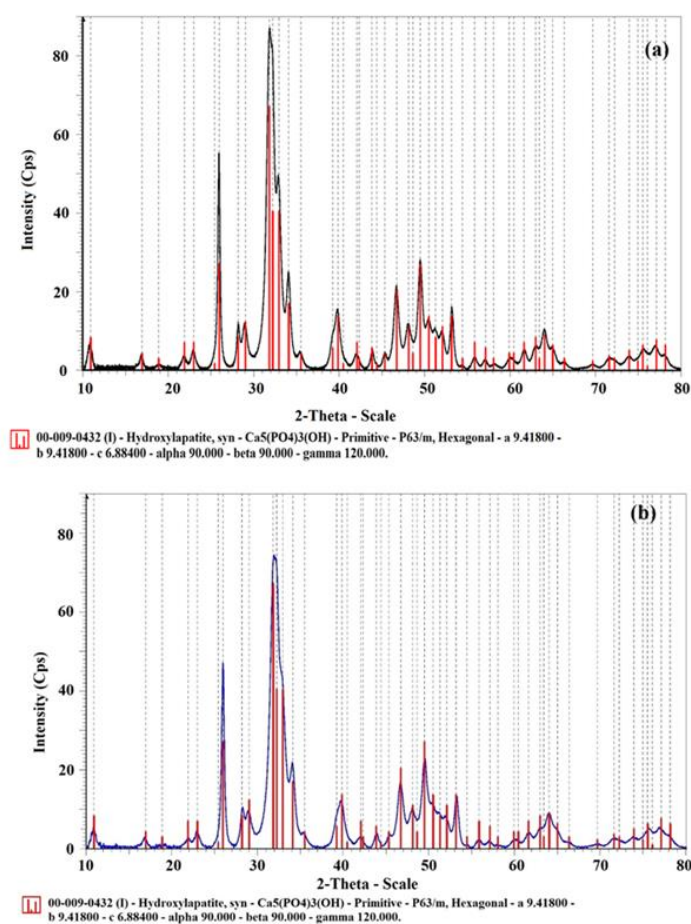 (a)
Intensity (Cps)
80
60
40
20
0
10 20 30 40 50 60 70 80
2-Theta - Scale
00-009-0432 (I) - Hydroxylapatite, syn - Ca5(PO4)3(OH) - Primitive - P63/m, Hexagonal - a 9.41800 -
b 9.41800 - c 6.88400 - alpha 90.000 - beta 90.000 - gamma 120.000.
(b)
Intensity (Cps)
80
60
40
20
0
10 20 30 40 50 60 70 80
2-Theta - Scale
00-009-0432 (I) - Hydroxylapatite, syn - Ca5(PO4)3(OH) - Primitive - P63/m, Hexagonal - a 9.41800 -
b 9.41800 - c 6.88400 - alpha 90.000 - beta 90.000 - gamma 120.000.